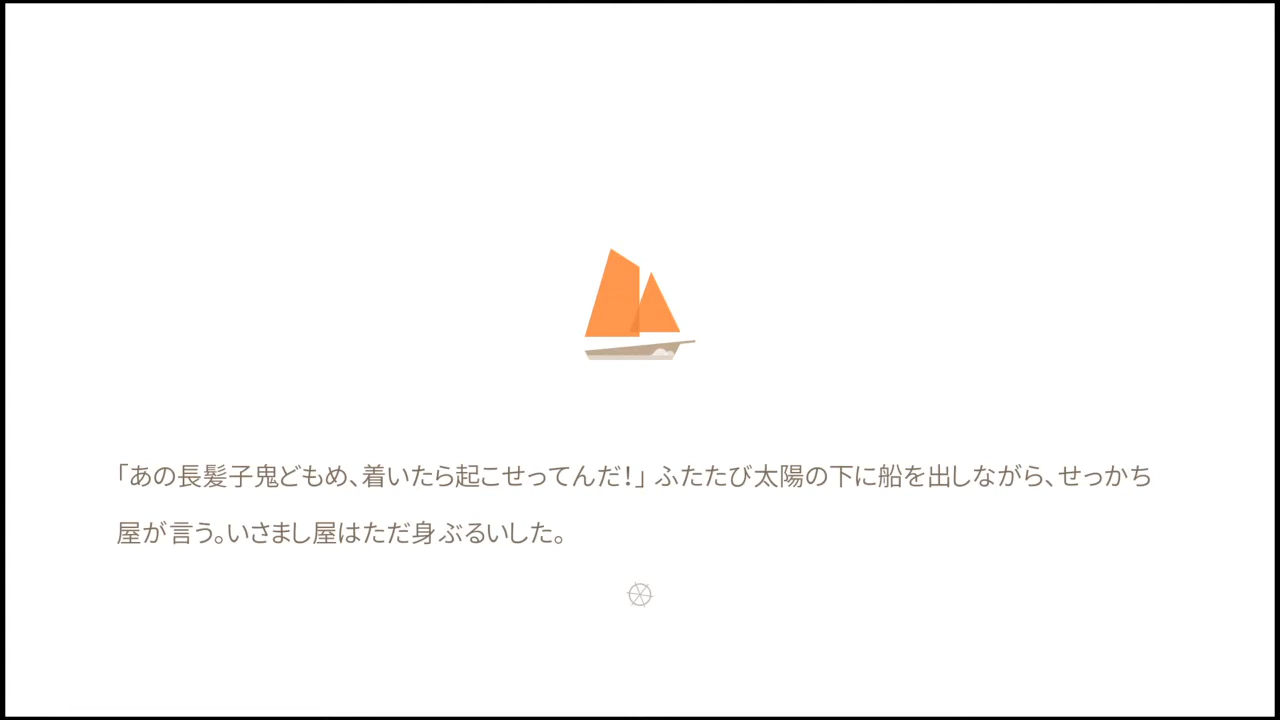 「あの長髪子鬼どもめ、着いたら起こせってんだ！」 ふたたび太陽の下に船を出しながら、せっかち
屋が言う。いさまし屋はただ身ぶるいした。